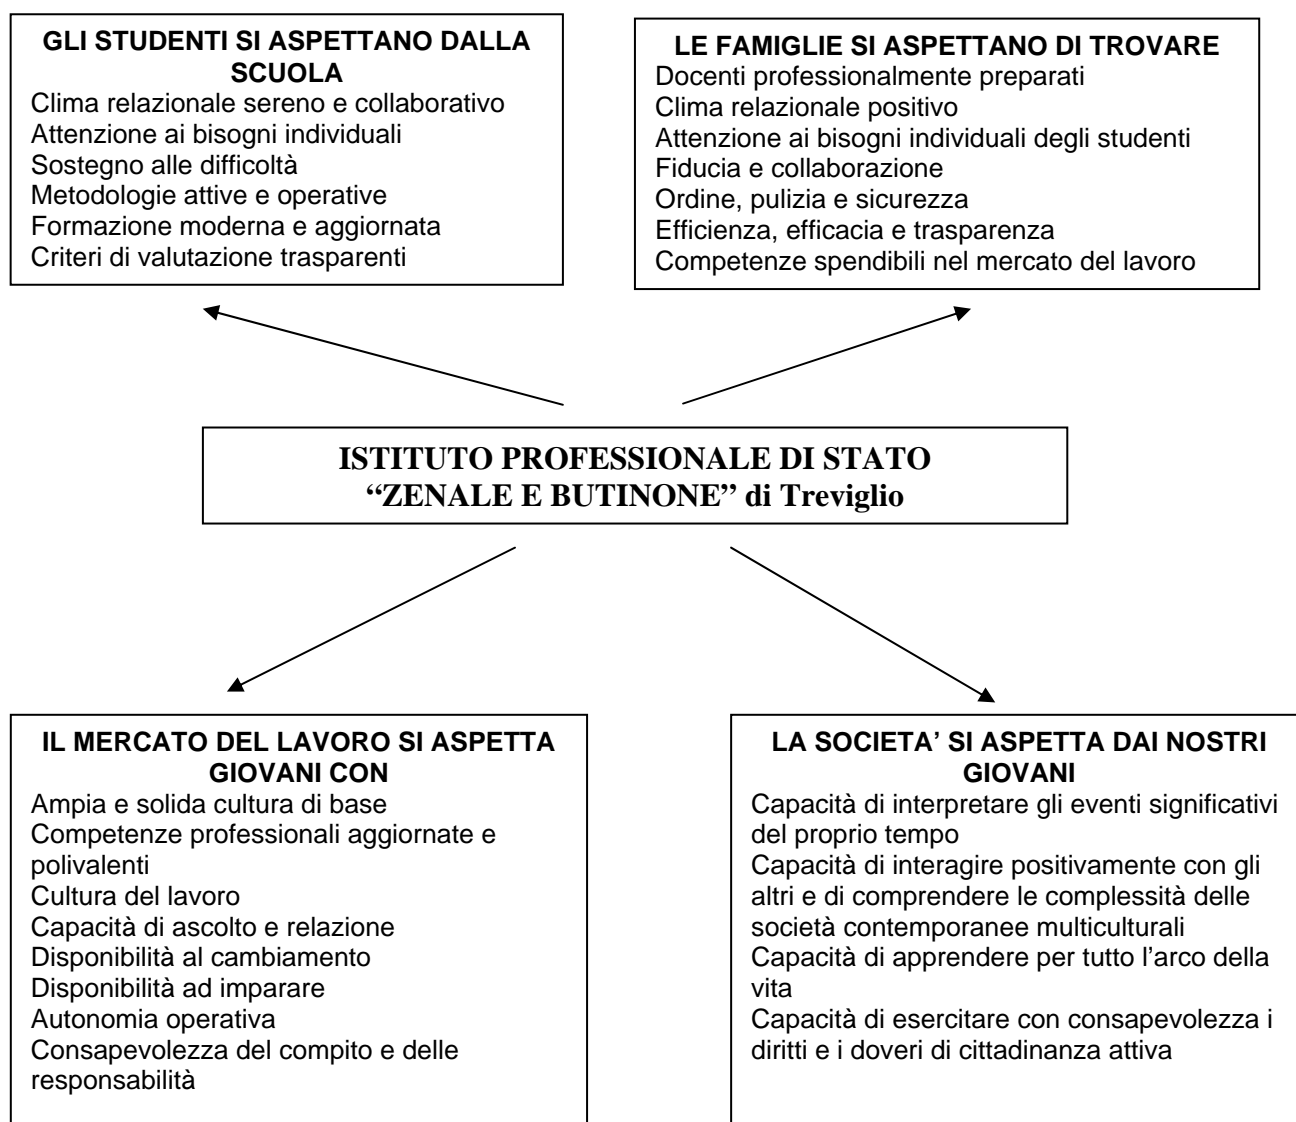 GLI STUDENTI SI ASPETTANO DALLA
SCUOLA
Clima relazionale sereno e collaborativo
Attenzione ai bisogni individuali
Sostegno alle difficoltà
Metodologie attive e operative
Formazione moderna e aggiornata
Criteri di valutazione trasparenti
LE FAMIGLIE SI ASPETTANO DI TROVARE
Docenti professionalmente preparati
Clima relazionale positivo
Attenzione ai bisogni individuali degli studenti
Fiducia e collaborazione
Ordine, pulizia e sicurezza
Efficienza, efficacia e trasparenza
Competenze spendibili nel mercato del lavoro
ISTITUTO PROFESSIONALE DI STATO
“ZENALE E BUTINONE” di Treviglio
IL MERCATO DEL LAVORO SI ASPETTA
GIOVANI CON
Ampia e solida cultura di base
Competenze professionali aggiornate e
polivalenti
Cultura del lavoro
Capacità di ascolto e relazione
Disponibilità al cambiamento
Disponibilità ad imparare
Autonomia operativa
Consapevolezza del compito e delle
responsabilità
LA SOCIETA’ SI ASPETTA DAI NOSTRI
GIOVANI
Capacità di interpretare gli eventi significativi
del proprio tempo
Capacità di interagire positivamente con gli
altri e di comprendere le complessità delle
società contemporanee multiculturali
Capacità di apprendere per tutto l’arco della
vita
Capacità di esercitare con consapevolezza i
diritti e i doveri di cittadinanza attiva